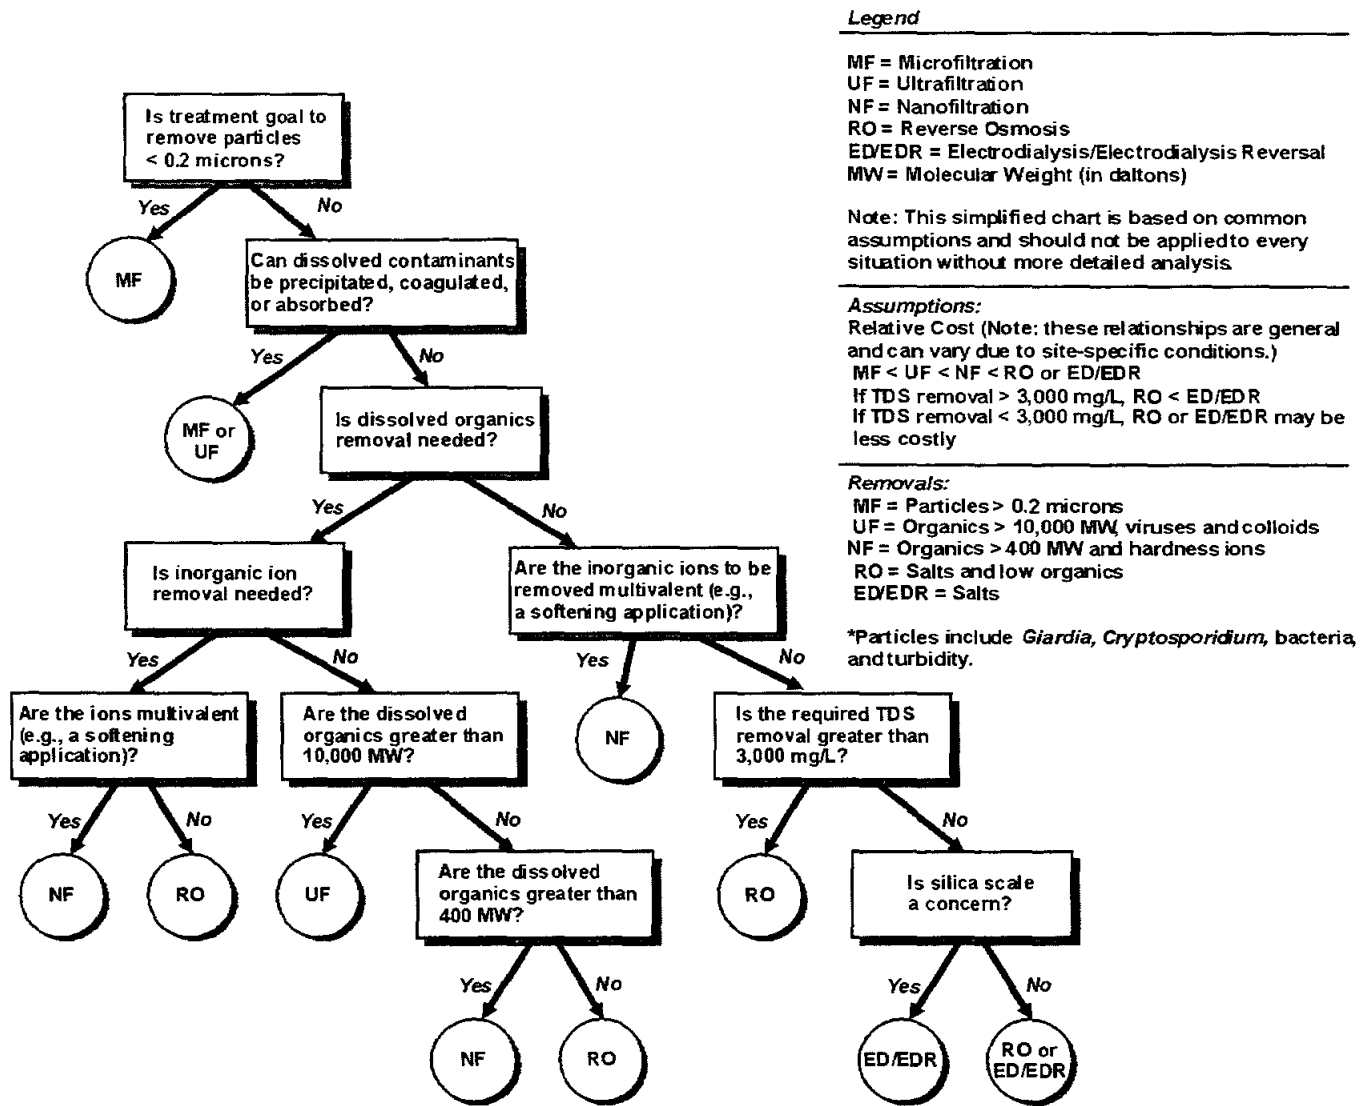 Legend
MF = Microfiltration
UF = Ultrafiltration
NF = Nanofiltration
RO = Reverse Osmosis
ED/EDR = Electrodialysis/Electrodialysis Reversal
MW = Molecular Weight (in daltons)
Note: This simplified chart is based on common
assumptions and should not be applied to every
situation without more detailed analysis.
Assumptions:
Relative Cost (Note: these relationships are general
and can vary due to site-specific conditions.)
MF < UF < NF < RO or ED/EDR
If TDS removal > 3,000 mg/L, RO < ED/EDR
If TDS removal < 3,000 mg/L, RO or ED/EDR may be
less costly
Removals:
MF = Particles > 0.2 microns
UF = Organics > 10,000 MW, viruses and colloids
NF = Organics > 400 MW and hardness ions
RO = Salts and low organics
ED/EDR = Salts
*Particles include Giardia, Cryptosporidium, bacteria,
and turbidity.
Is treatment goal to
remove particles
< 0.2 microns?
Yes
No
MF
Can dissolved contaminants
be precipitated, coagulated,
or absorbed?
Yes
No
MF or
UF
Is dissolved organics
removal needed?
Yes
No
Is inorganic ion
removal needed?
Are the inorganic ions to be
removed multivalent (e.g.,
a softening application)?
Yes
No
Yes
No
Are the ions multivalent
(e.g., a softening
application)?
Are the dissolved
organics greater than
10,000 MW?
NF
Is the required TDS
removal greater than
3,000 mg/L?
Yes
No
Yes
No
Yes
No
NF
RO
UF
Are the dissolved
organics greater than
400 MW?
RO
Is silica scale
a concern?
Yes
No
Yes
No
NF
RO
ED/EDR
RO or
ED/EDR